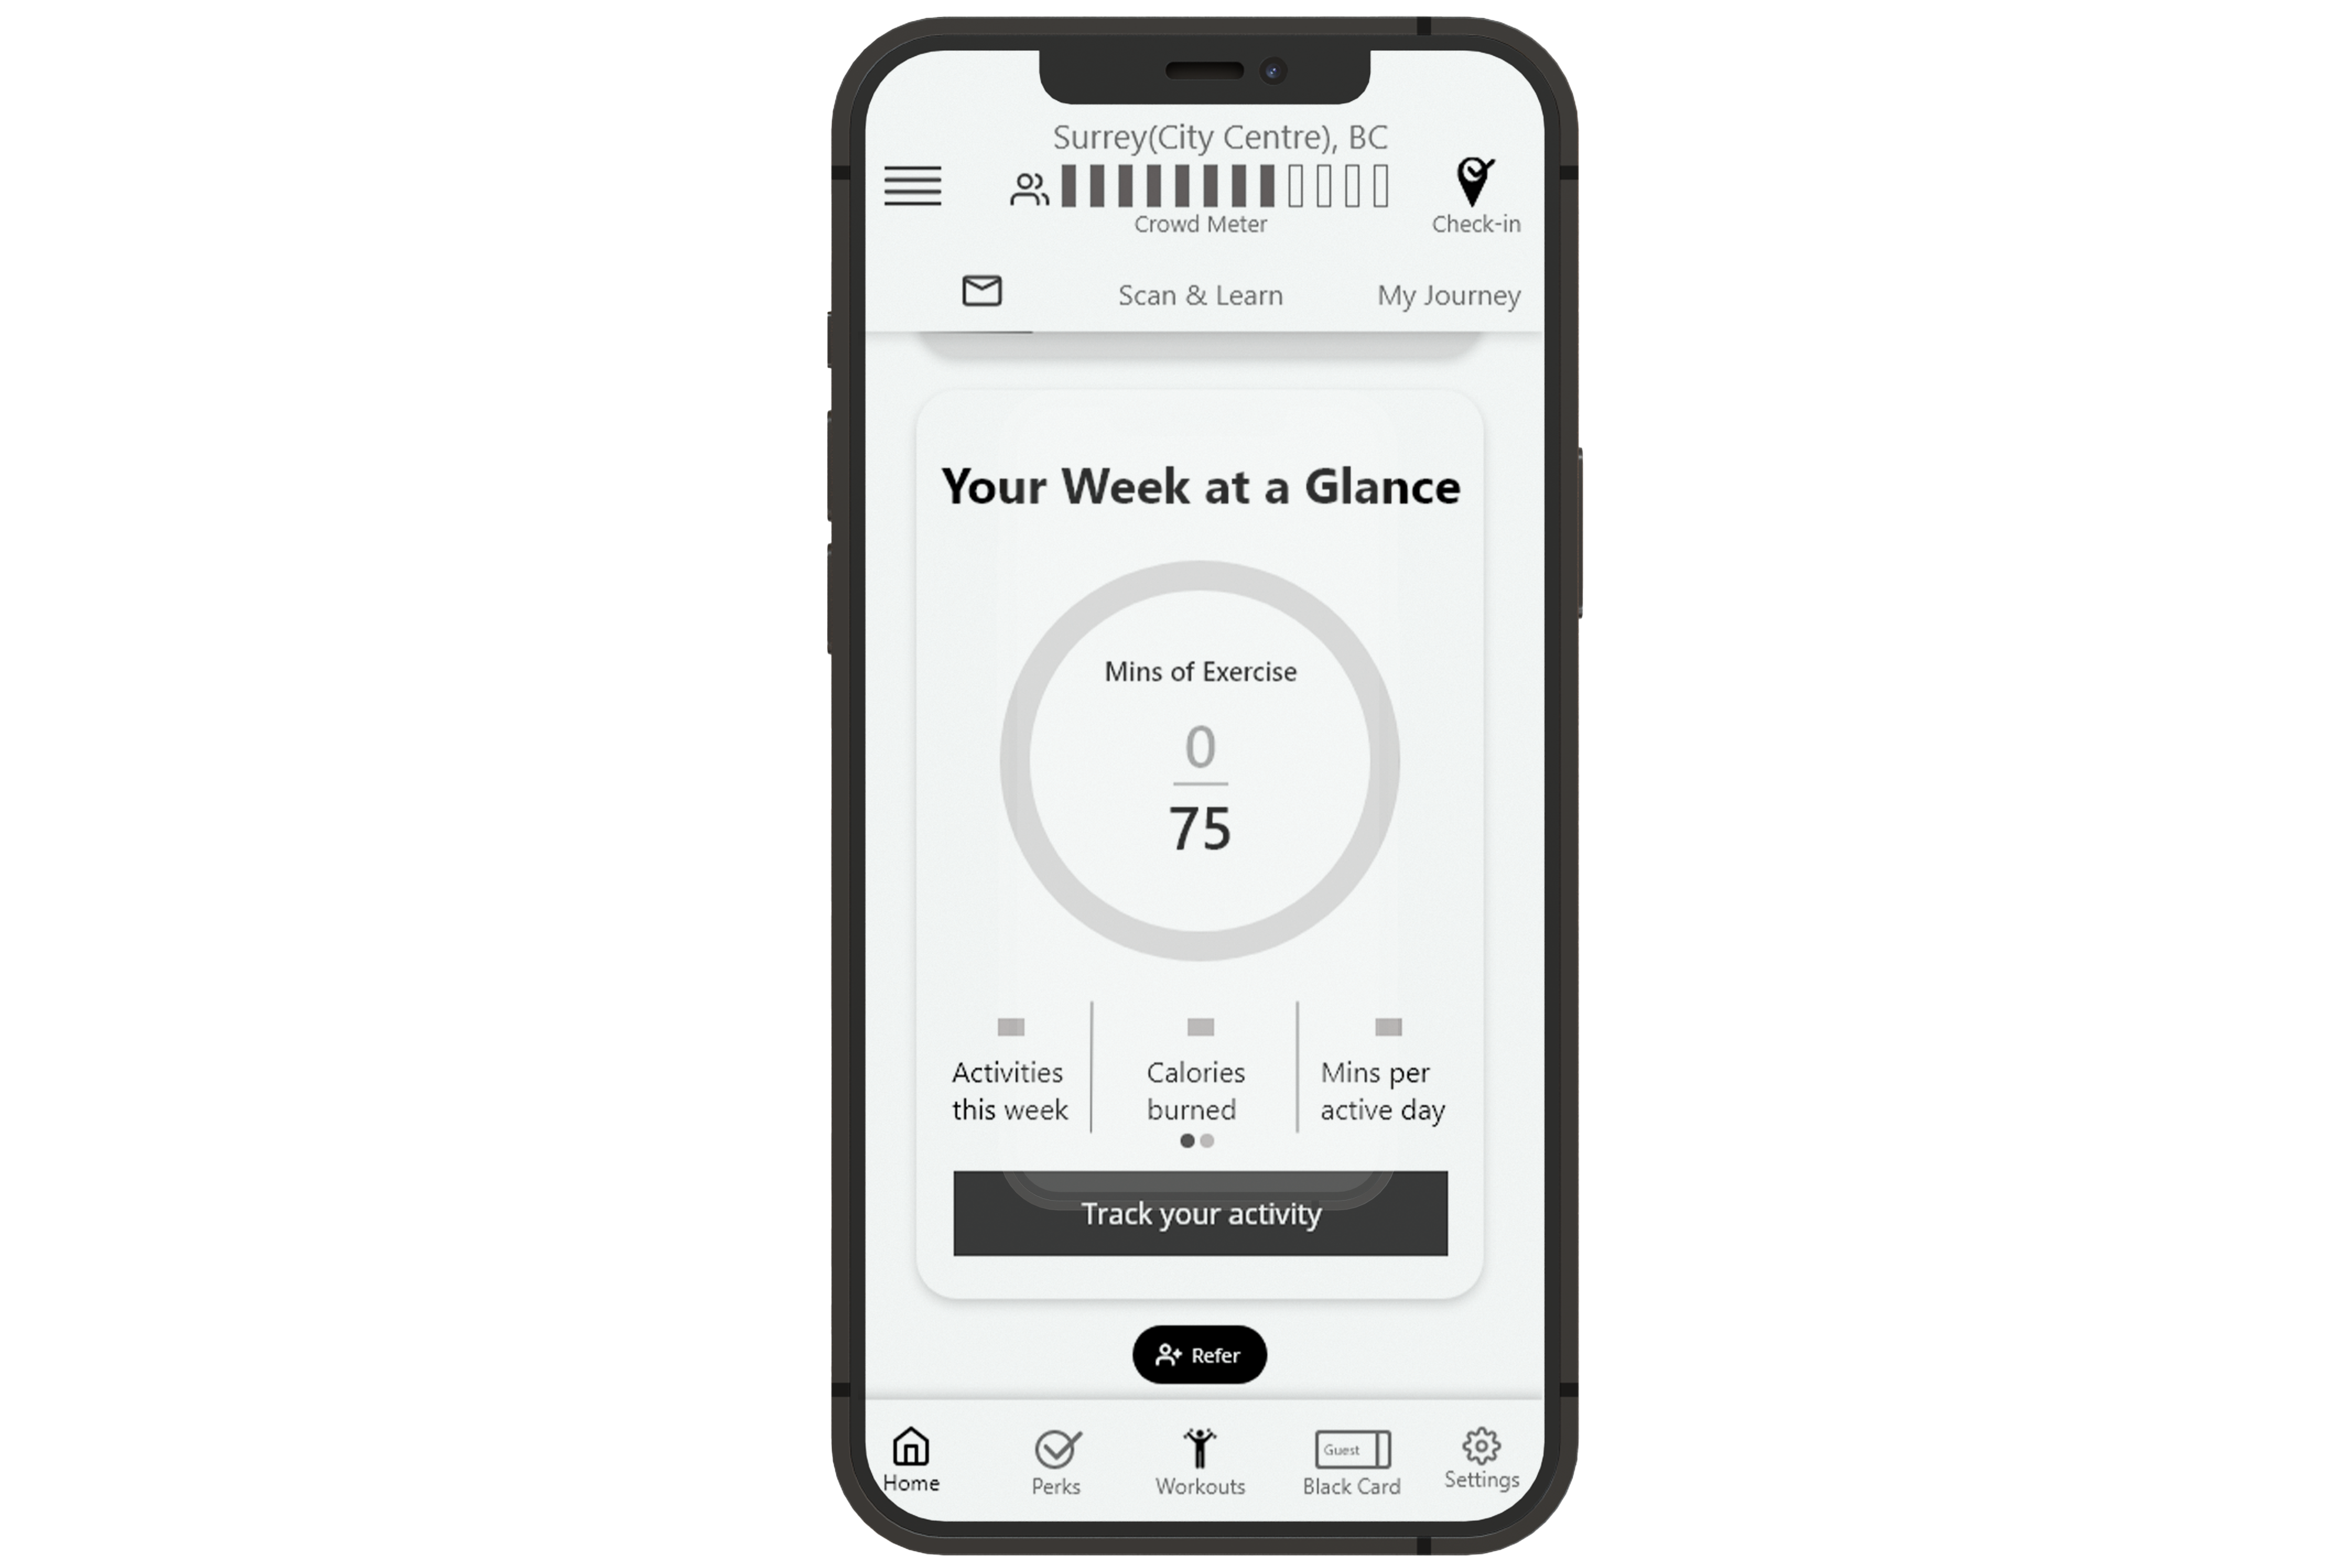 Surrey(City Centre), BC
Crowd Meter
Check-in
Scan & Learn
My Journey
Your Week at a Glance
Mins of Exercise
0
75
Activities
this week
Calories
burned
Mins per
active day
Track your activity
Refer
Home
Perks
Workouts
Guest
Black Card
Settings